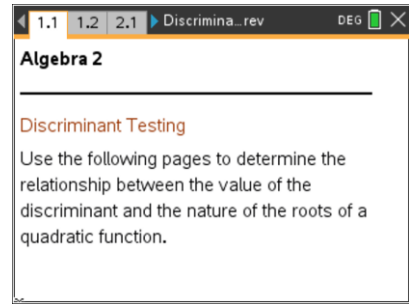 1.1 1.2 2.1 Discrimina...rev DEG
Algebra 2
Discriminant Testing
Use the following pages to determine the
relationship between the value of the
discriminant and the nature of the roots of a
quadratic function.